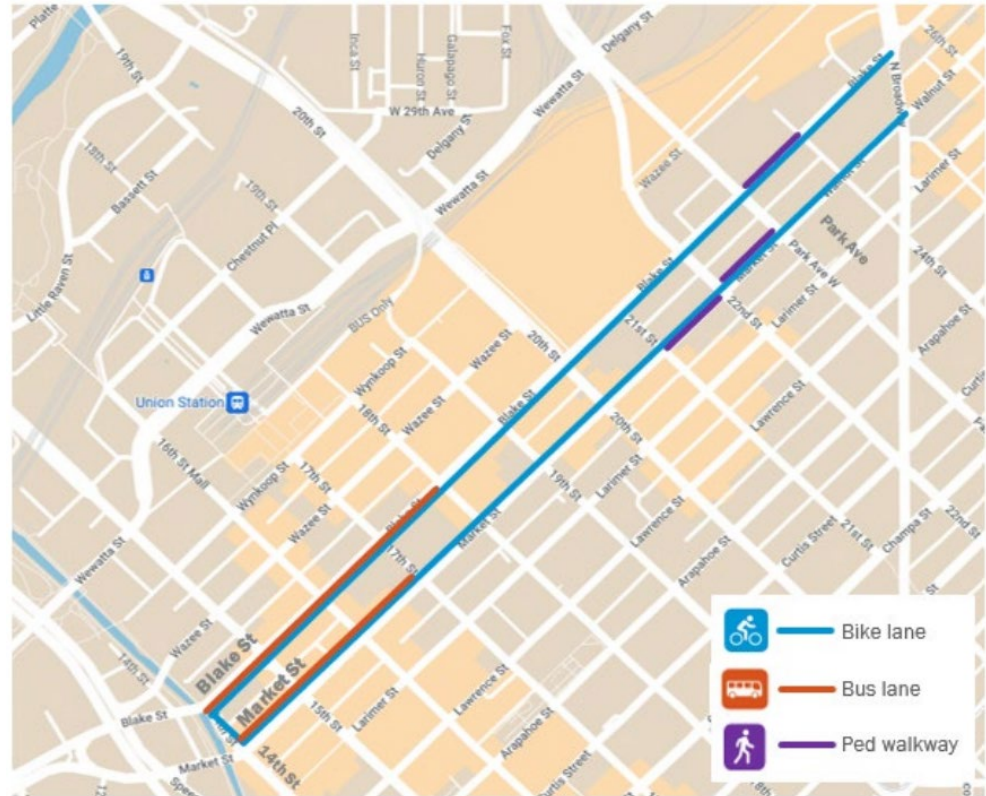 Platte
19th St
Inca St
Huron St
Galapago St
Fox St
Delgany St
Wewatta St
W 29th Ave
20th St
Delgany St
Blake St
N Broadway
26th St
Walnut St
18th St
Bassett St
19th St
Wewatta St
Wazee St
Larimer St
Chestnut Pl
Park Ave
Park Ave W
24th St
Little Raven St
Wewatta St
BUS Only
Blake St
Market St
21st St
22nd St
Larimer St
Arapahoe St
Wynkoop St
Wazee St
20th St
Union Station
18th St
Wazee St
Blake St
Lawrence St
16th St Mall
Wynkoop St
17th St
Wazee St
20th St
Larimer St
19th St
Lawrence St
Market St
17th St
Wewatta St
Arapahoe St
Curtis Street
21st St
Champa St
22nd St
Wazee St
14th St
Blake St
Market St
Blake St
Market St
14th St
15th St
Larimer St
Lawrence St
Arapahoe St
Curtis Street
Bike lane
Bus lane
Ped walkway